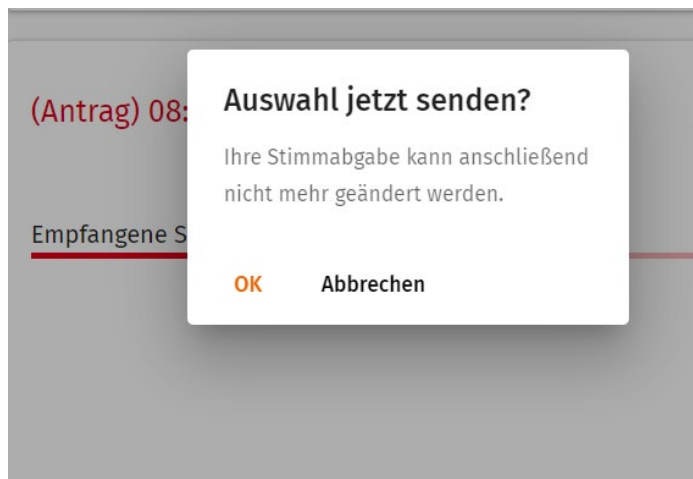 Auswahl jetzt senden?
(Antrag) 08:
Ihre Stimmabgabe kann anschließend
nicht mehr geändert werden.
Empfangene S
OK Abbrechen